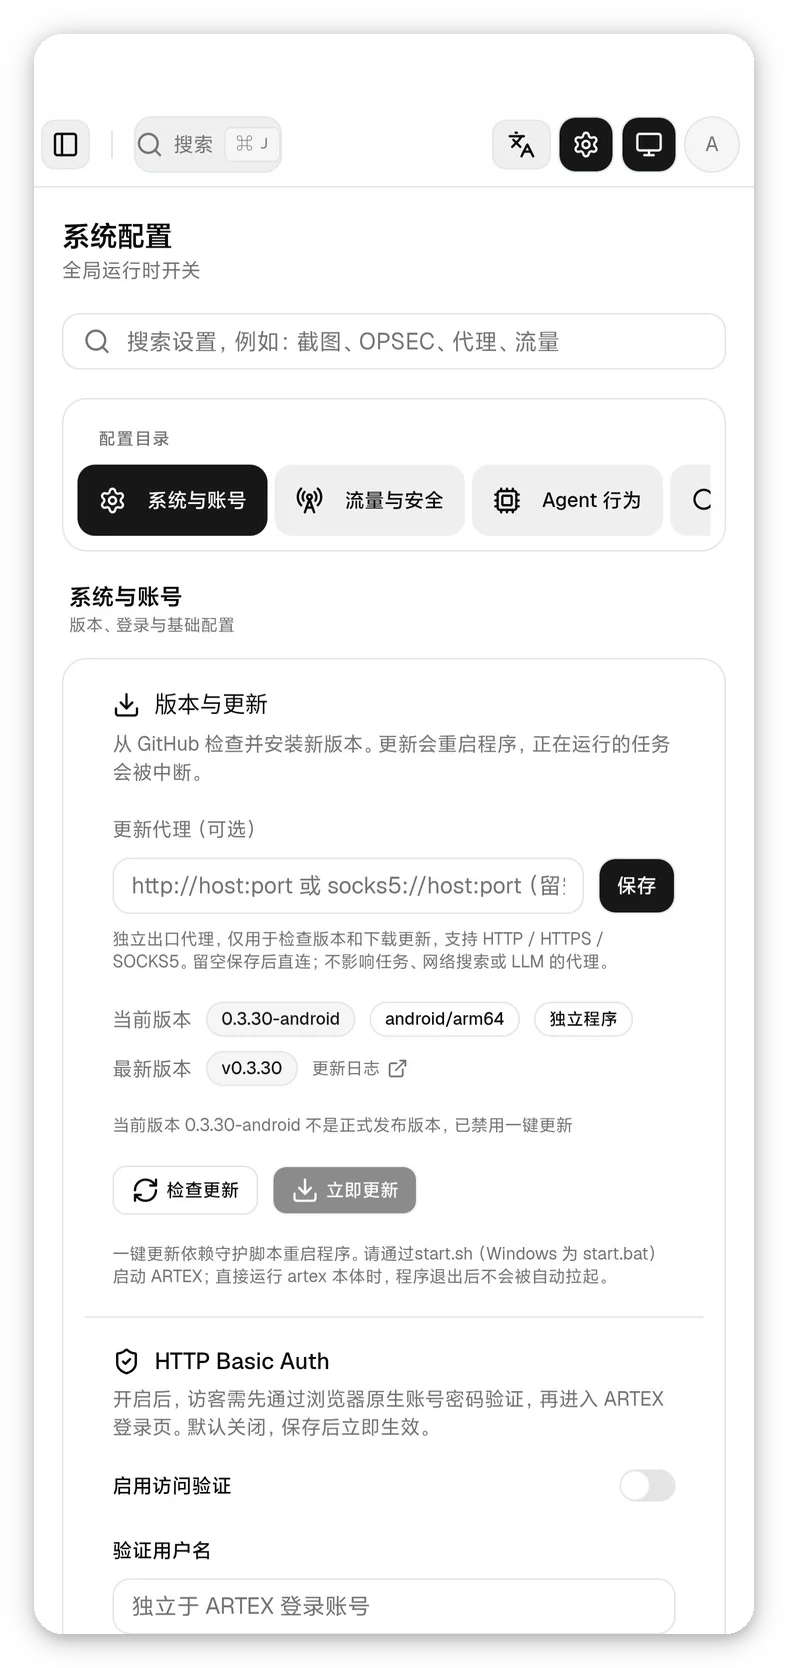 搜索 ⌘ J
A
系统配置
全局运行时开关
搜索设置，例如：截图、OPSEC、代理、流量
配置目录
系统与账号 流量与安全 Agent 行为
系统与账号
版本、登录与基础配置
版本与更新
从 GitHub 检查并安装新版本。更新会重启程序，正在运行的任务
会被中断。
更新代理（可选）
http://host:port 或 socks5://host:port（留
保存
独立出口代理，仅用于检查版本和下载更新，支持 HTTP / HTTPS /
SOCKS5。留空保存后直连；不影响任务、网络搜索或 LLM 的代理。
当前版本 0.3.30-android android/arm64 独立程序
最新版本 v0.3.30 更新日志
当前版本 0.3.30-android 不是正式发布版本，已禁用一键更新
检查更新 立即更新
一键更新依赖守护脚本重启程序。请通过start.sh（Windows 为 start.bat）
启动 ARTEX；直接运行 artex 本体时，程序退出后不会被自动拉起。
HTTP Basic Auth
开启后，访客需先通过浏览器原生账号密码验证，再进入 ARTEX
登录页。默认关闭，保存后立即生效。
启用访问验证
验证用户名
独立于 ARTEX 登录账号